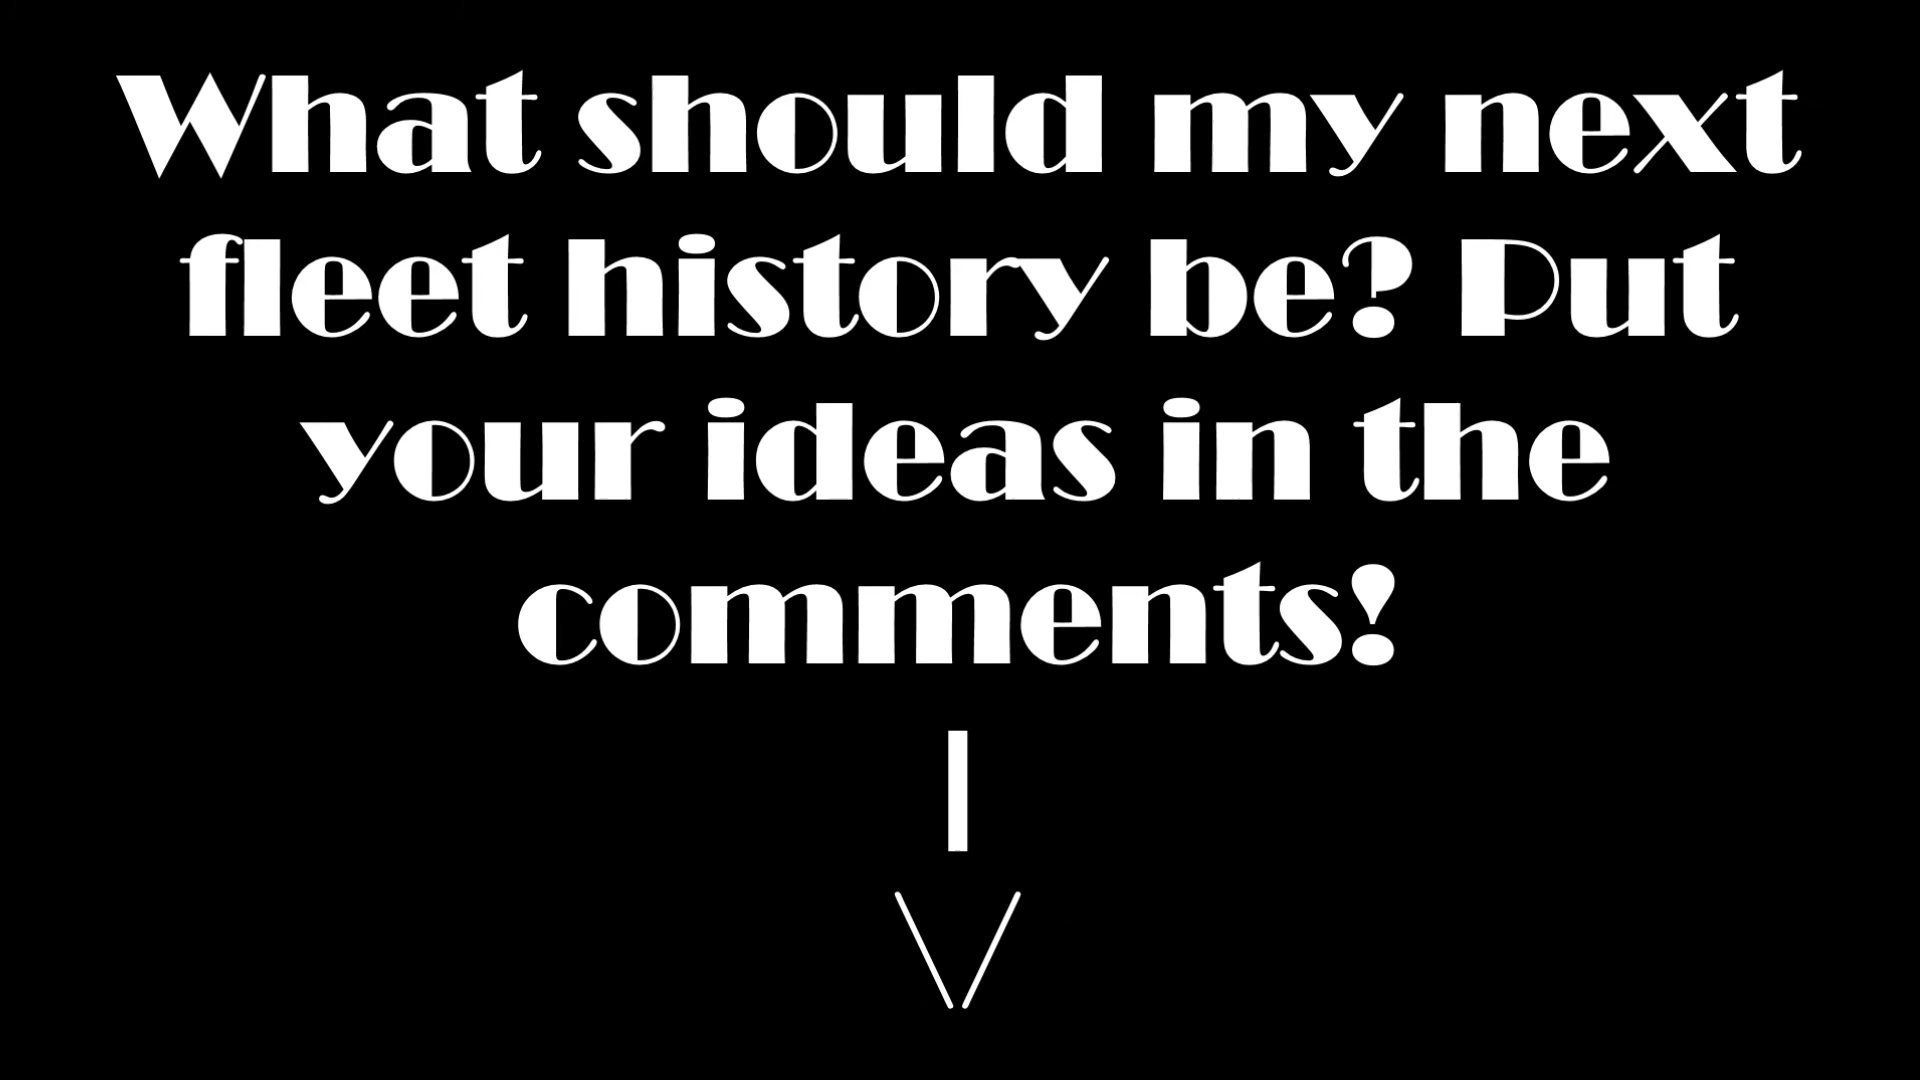 What should my next
fleet history be? Put
your ideas in the
comments!
|
\/